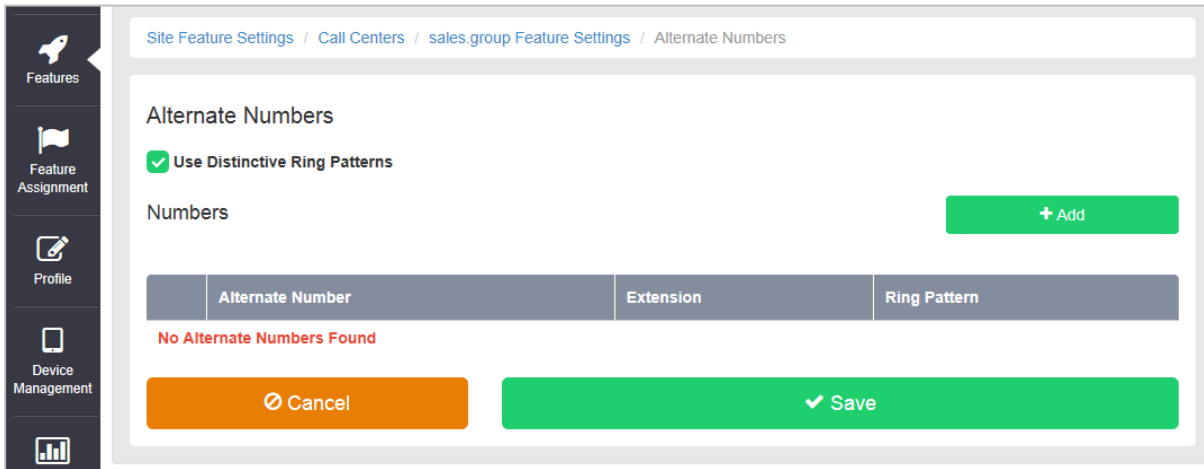 Features
Feature
Assignment
Profile
Device
Management
Site Feature Settings / Call Centers / sales.group Feature Settings / Alternate Numbers
Alternate Numbers
Use Distinctive Ring Patterns
Numbers
Add
Alternate Number Extension Ring Pattern
No Alternate Numbers Found
Cancel Save